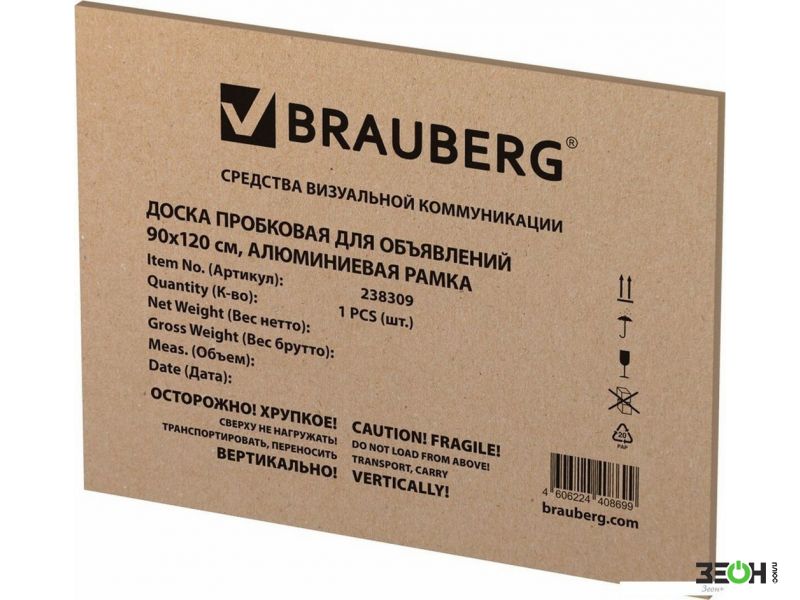 BRAUBERG®
СРЕДСТВА ВИЗУАЛЬНОЙ КОММУНИКАЦИИ
ДОСКА ПРОБКОВАЯ ДЛЯ ОБЪЯВЛЕНИЙ
90х120 см, АЛЮМИНИЕВАЯ РАМКА
Item No. (Артикул): 238309
Quantity (К-во): 1 PCS (шт.)
Net Weight (Вес нетто):
Gross Weight (Вес брутто):
Meas. (Объем):
Date (Дата):
ОСТОРОЖНО! ХРУПКОЕ!
СВЕРХУ НЕ НАГРУЖАТЬ!
ТРАНСПОРТИРОВАТЬ, ПЕРЕНОСИТЬ
ВЕРТИКАЛЬНО!
CAUTION! FRAGILE!
DO NOT LOAD FROM ABOVE!
TRANSPORT, CARRY
VERTICALLY!
20
PAP
4 606224 408699
brauberg.com
ЗЕОН
Зеон+